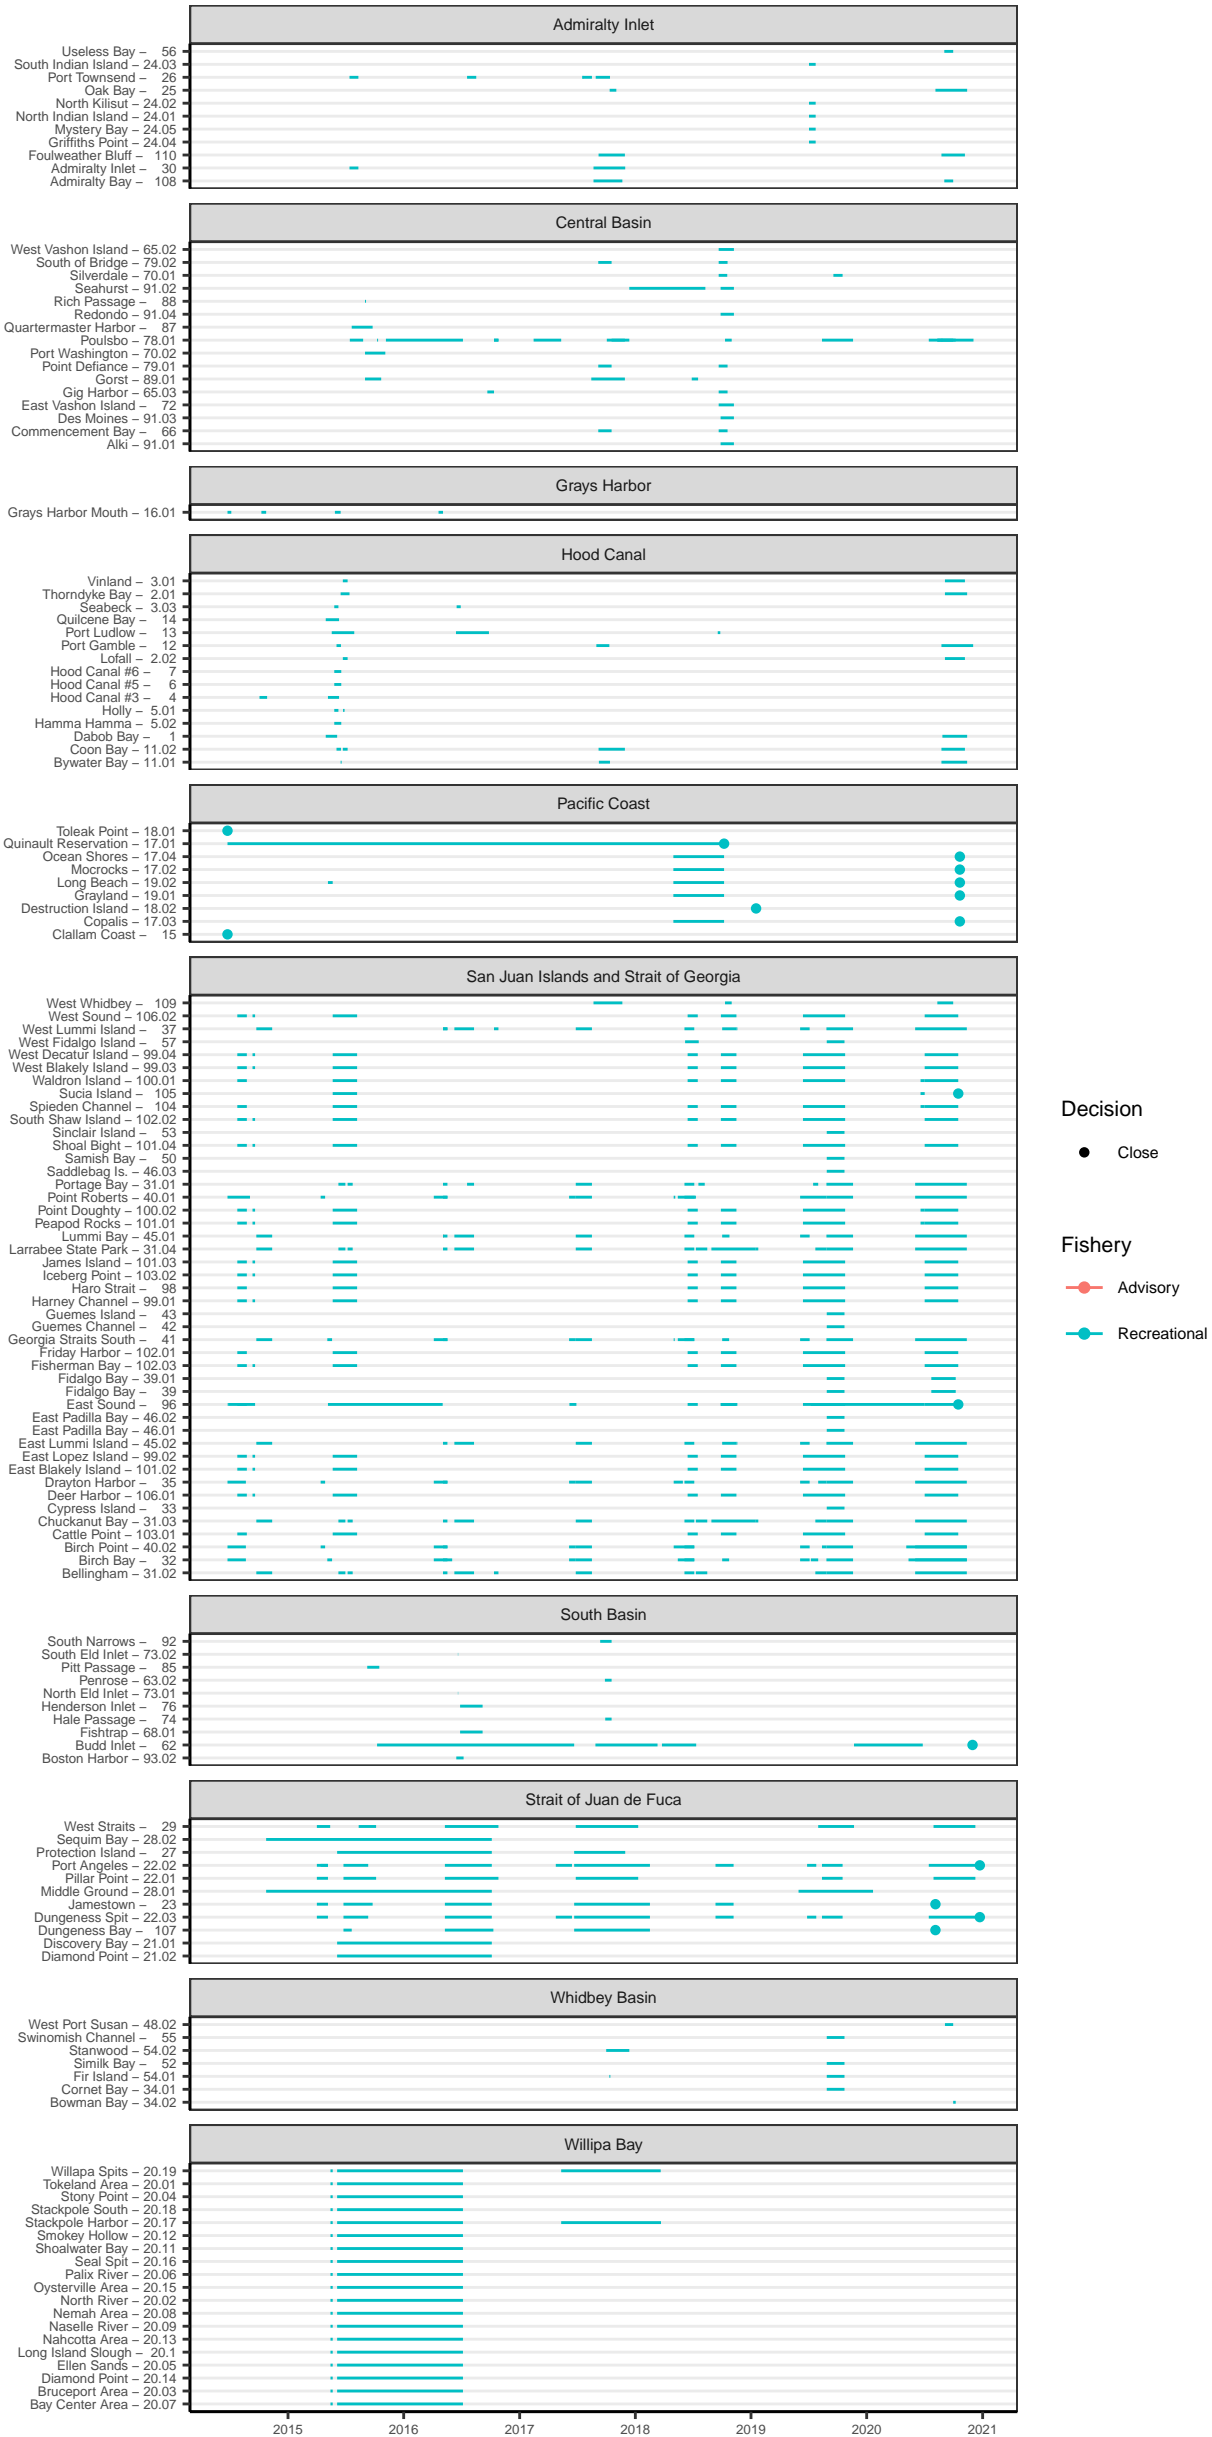 Admiralty Inlet
Useless Bay – 56
South Indian Island – 24.03
Port Townsend – 26
Oak Bay – 25
North Kilisut – 24.02
North Indian Island – 24.01
Mystery Bay – 24.05
Griffiths Point – 24.04
Foulweather Bluff – 110
Admiralty Inlet – 30
Admiralty Bay – 108
Central Basin
West Vashon Island – 65.02
South of Bridge – 79.02
Silverdale – 70.01
Seahurst – 91.02
Rich Passage – 88
Redondo – 91.04
Quartermaster Harbor – 87
Poulsbo – 78.01
Port Washington – 70.02
Point Defiance – 79.01
Gorst – 89.01
Gig Harbor – 65.03
East Vashon Island – 72
Des Moines – 91.03
Commencement Bay – 66
Alki – 91.01
Grays Harbor
Grays Harbor Mouth – 16.01
Hood Canal
Vinland – 3.01
Thorndyke Bay – 2.01
Seabeck – 3.03
Quilcene Bay – 14
Port Ludlow – 13
Port Gamble – 12
Lofall – 2.02
Hood Canal #6 – 7
Hood Canal #5 – 6
Hood Canal #3 – 4
Holly – 5.01
Hamma Hamma – 5.02
Dabob Bay – 1
Coon Bay – 11.02
Bywater Bay – 11.01
Pacific Coast
Toleak Point – 18.01
Quinault Reservation – 17.01
Ocean Shores – 17.04
Mocrocks – 17.02
Long Beach – 19.02
Grayland – 19.01
Destruction Island – 18.02
Copalis – 17.03
Clallam Coast – 15
San Juan Islands and Strait of Georgia
West Whidbey – 109
West Sound – 106.02
West Lummi Island – 37
West Fidalgo Island – 57
West Decatur Island – 99.04
West Blakely Island – 99.03
Waldron Island – 100.01
Sucia Island – 105
Spieden Channel – 104
South Shaw Island – 102.02
Sinclair Island – 53
Shoal Bight – 101.04
Samish Bay – 50
Saddlebag Is. – 46.03
Portage Bay – 31.01
Point Roberts – 40.01
Point Doughty – 100.02
Peapod Rocks – 101.01
Lummi Bay – 45.01
Larrabee State Park – 31.04
James Island – 101.03
Iceberg Point – 103.02
Haro Strait – 98
Harney Channel – 99.01
Guemes Island – 43
Guemes Channel – 42
Georgia Straits South – 41
Friday Harbor – 102.01
Fisherman Bay – 102.03
Fidalgo Bay – 39.01
Fidalgo Bay – 39
East Sound – 96
East Padilla Bay – 46.02
East Padilla Bay – 46.01
East Lummi Island – 45.02
East Lopez Island – 99.02
East Blakely Island – 101.02
Drayton Harbor – 35
Deer Harbor – 106.01
Cypress Island – 33
Chuckanut Bay – 31.03
Cattle Point – 103.01
Birch Point – 40.02
Birch Bay – 32
Bellingham – 31.02
Decision
Close
Fishery
Advisory
Recreational
South Basin
South Narrows – 92
South Eld Inlet – 73.02
Pitt Passage – 85
Penrose – 63.02
North Eld Inlet – 73.01
Henderson Inlet – 76
Hale Passage – 74
Fishtrap – 68.01
Budd Inlet – 62
Boston Harbor – 93.02
Strait of Juan de Fuca
West Straits – 29
Sequim Bay – 28.02
Protection Island – 27
Port Angeles – 22.02
Pillar Point – 22.01
Middle Ground – 28.01
Jamestown – 23
Dungeness Spit – 22.03
Dungeness Bay – 107
Discovery Bay – 21.01
Diamond Point – 21.02
Whidbey Basin
West Port Susan – 48.02
Swinomish Channel – 55
Stanwood – 54.02
Similk Bay – 52
Fir Island – 54.01
Cornet Bay – 34.01
Bowman Bay – 34.02
Willipa Bay
Willapa Spits – 20.19
Tokeland Area – 20.01
Stony Point – 20.04
Stackpole South – 20.18
Stackpole Harbor – 20.17
Smokey Hollow – 20.12
Shoalwater Bay – 20.11
Seal Spit – 20.16
Palix River – 20.06
Oysterville Area – 20.15
North River – 20.02
Nemah Area – 20.08
Naselle River – 20.09
Nahcotta Area – 20.13
Long Island Slough – 20.1
Ellen Sands – 20.05
Diamond Point – 20.14
Bruceport Area – 20.03
Bay Center Area – 20.07
2015 2016 2017 2018 2019 2020 2021